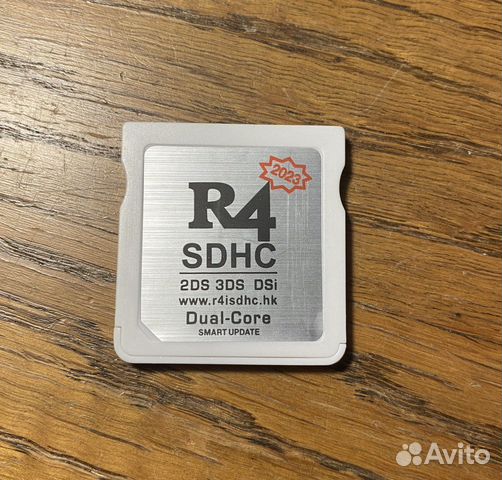 2023
R4
SDHC
2DS 3DS DSi
www.r4isdhc.hk
Dual-Core
SMART UPDATE
Avito